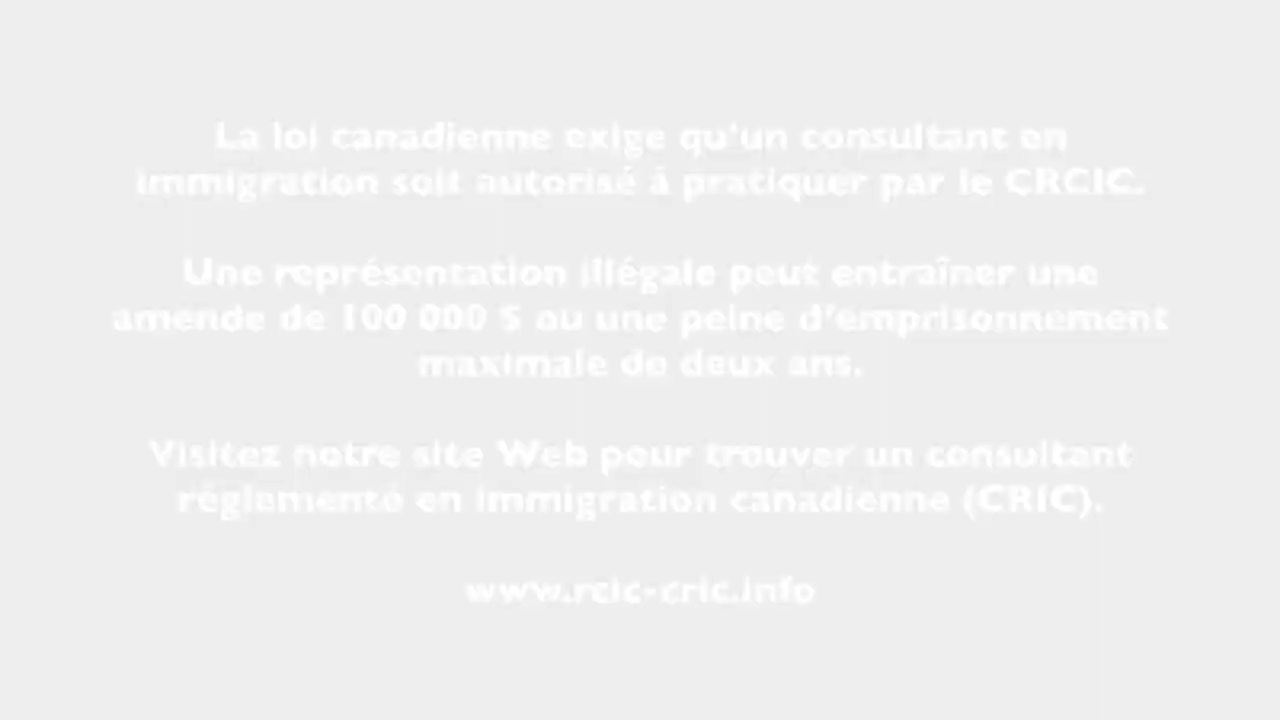 La loi canadienne exige qu'un consultant en
immigration soit autorisé à pratiquer par le CRCIC.
Une représentation illégale peut entraîner une
amende de 100 000 $ ou une peine d'emprisonnement
maximale de deux ans.
Visitez notre site Web pour trouver un consultant
réglementé en immigration canadienne (CRIC).
www.rcic-cric.info